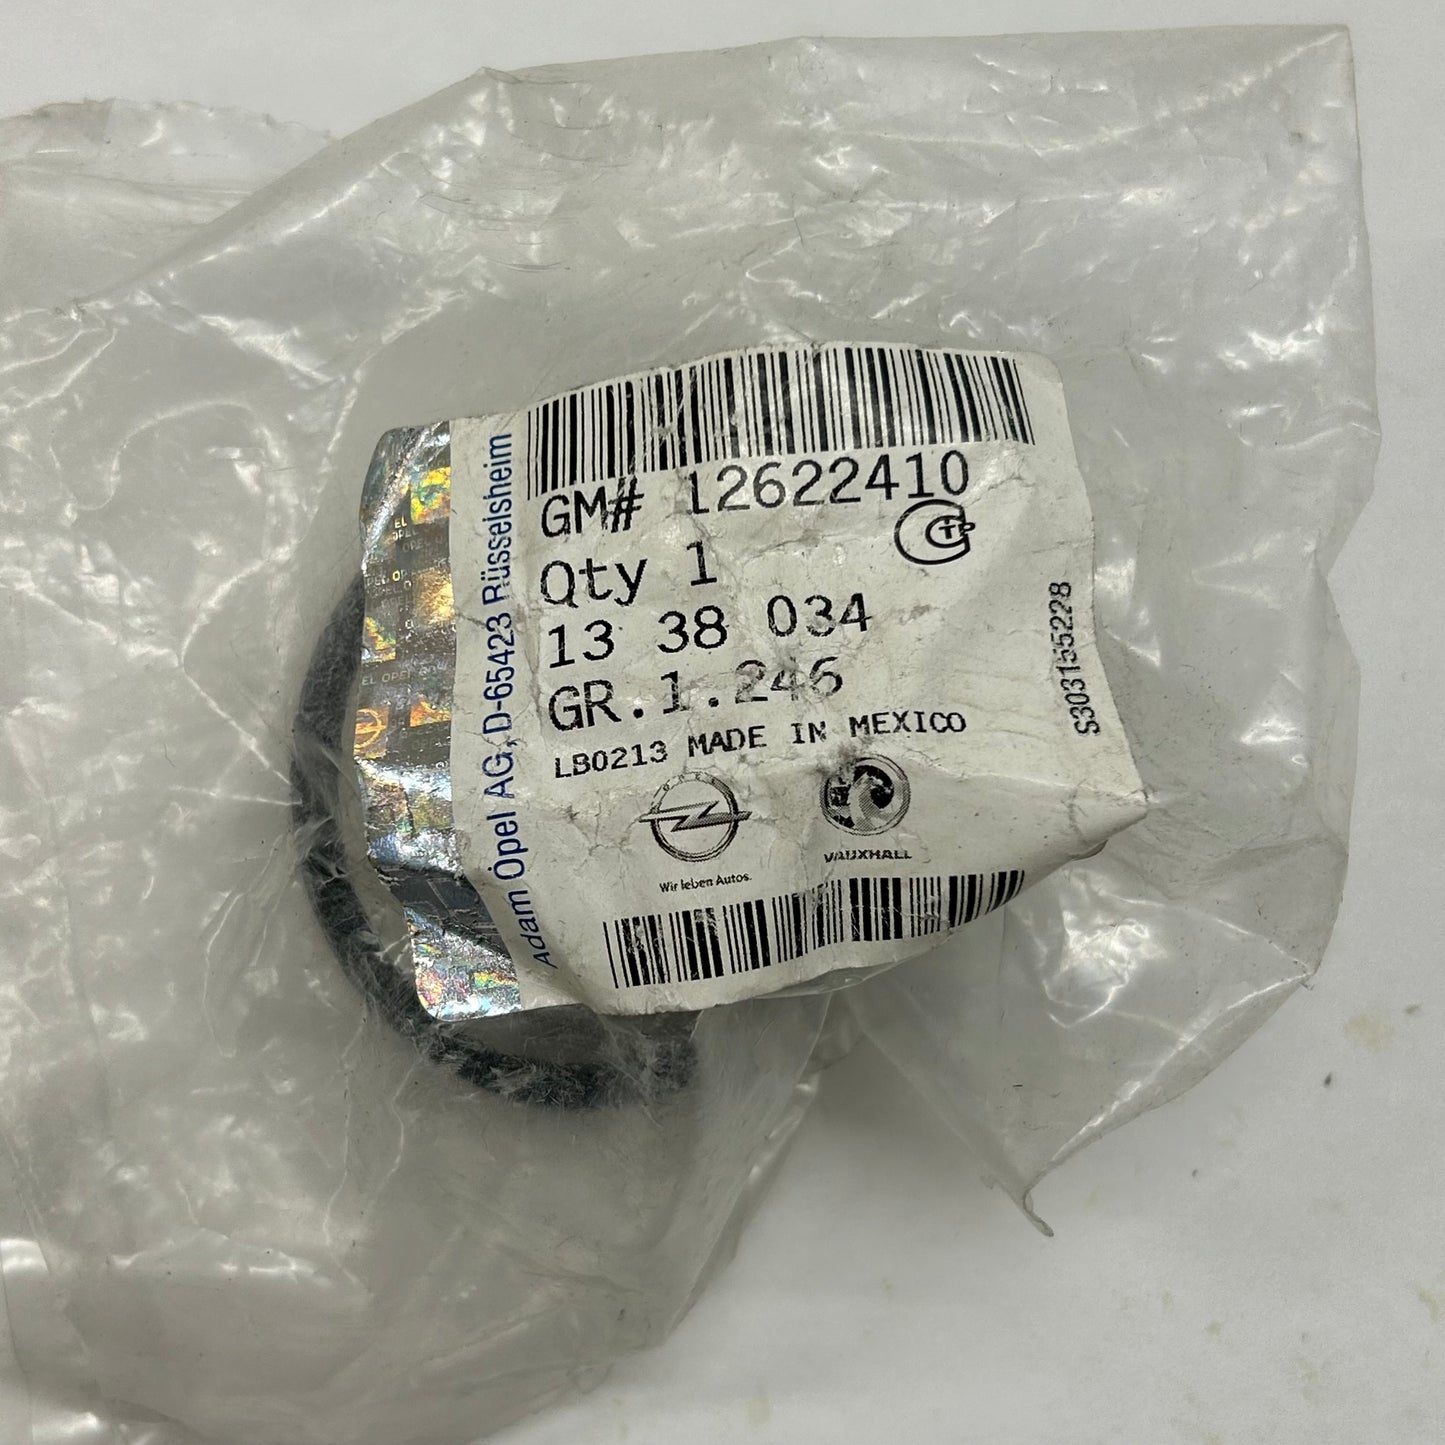 GM# 12622410
Qty 1
13 38 034
GR.1.246
LB0213 MADE IN MEXICO
OPEL
Wir leben Autos.
VAUXHALL
Adam Opel AG, D-65423 Rüsselsheim
S303155228